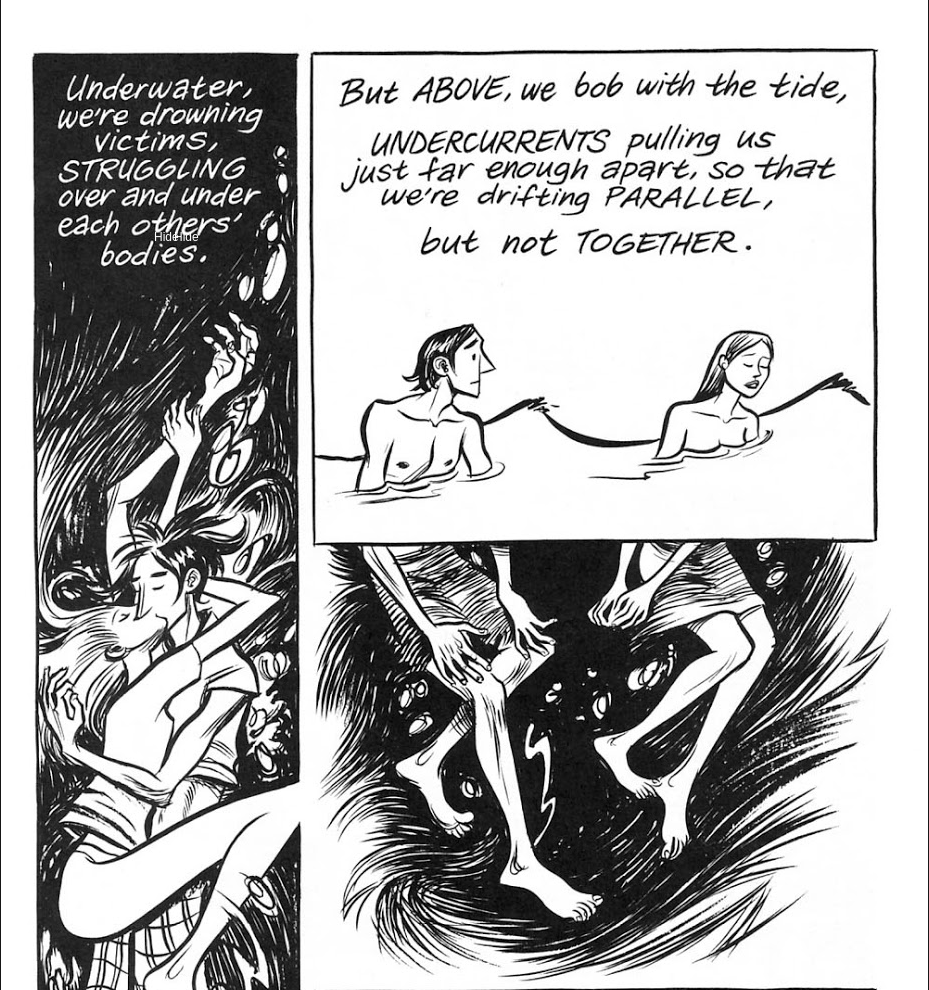 Underwater,
we're drowning
victims,
STRUGGLING
over and under
each others'
bodies.
But ABOVE, we bob with the tide,
UNDERCURRENTS pulling us
just far enough apart, so that
we're drifting PARALLEL,
but not TOGETHER.